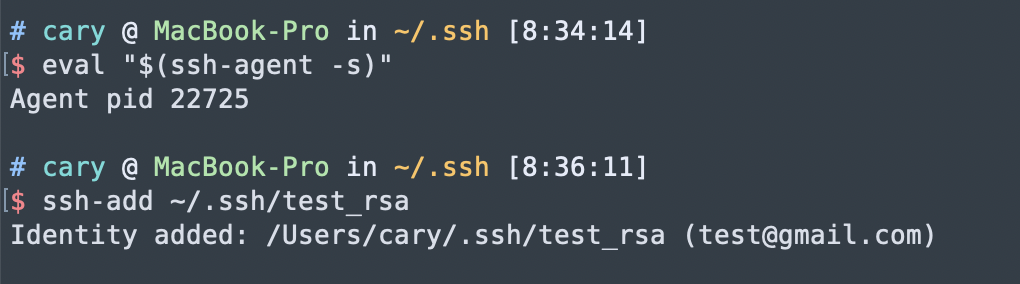 # cary @ MacBook-Pro in ~/.ssh [8:34:14]
[$ eval "$(ssh-agent -s)"
Agent pid 22725
# cary @ MacBook-Pro in ~/.ssh [8:36:11]
[$ ssh-add ~/.ssh/test_rsa
Identity added: /Users/cary/.ssh/test_rsa (test@gmail.com)